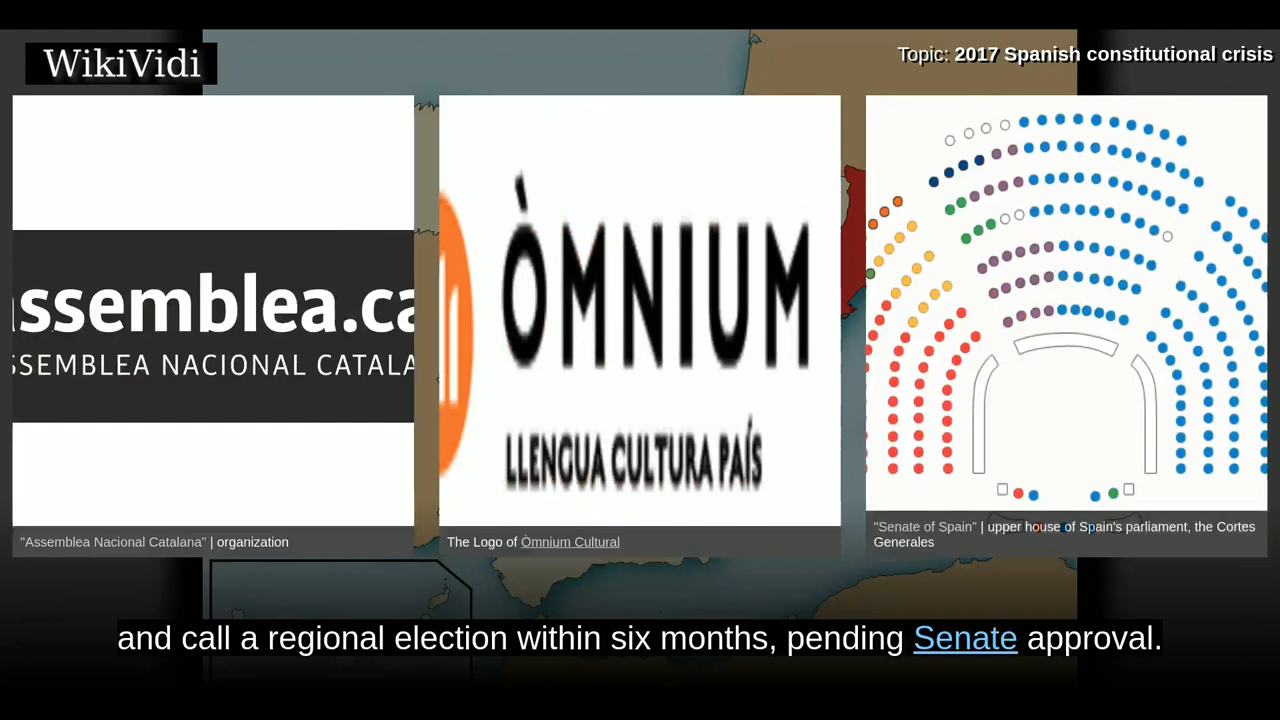 WikiVidi
Topic: 2017 Spanish constitutional crisis
assemblea.ca
ASSEMBLEA NACIONAL CATALA
"Assemblea Nacional Catalana" | organization
ÒMNIUM
LLENGUA CULTURA PAÍS
The Logo of Òmnium Cultural
"Senate of Spain" | upper house of Spain's parliament, the Cortes
Generales
and call a regional election within six months, pending Senate approval.